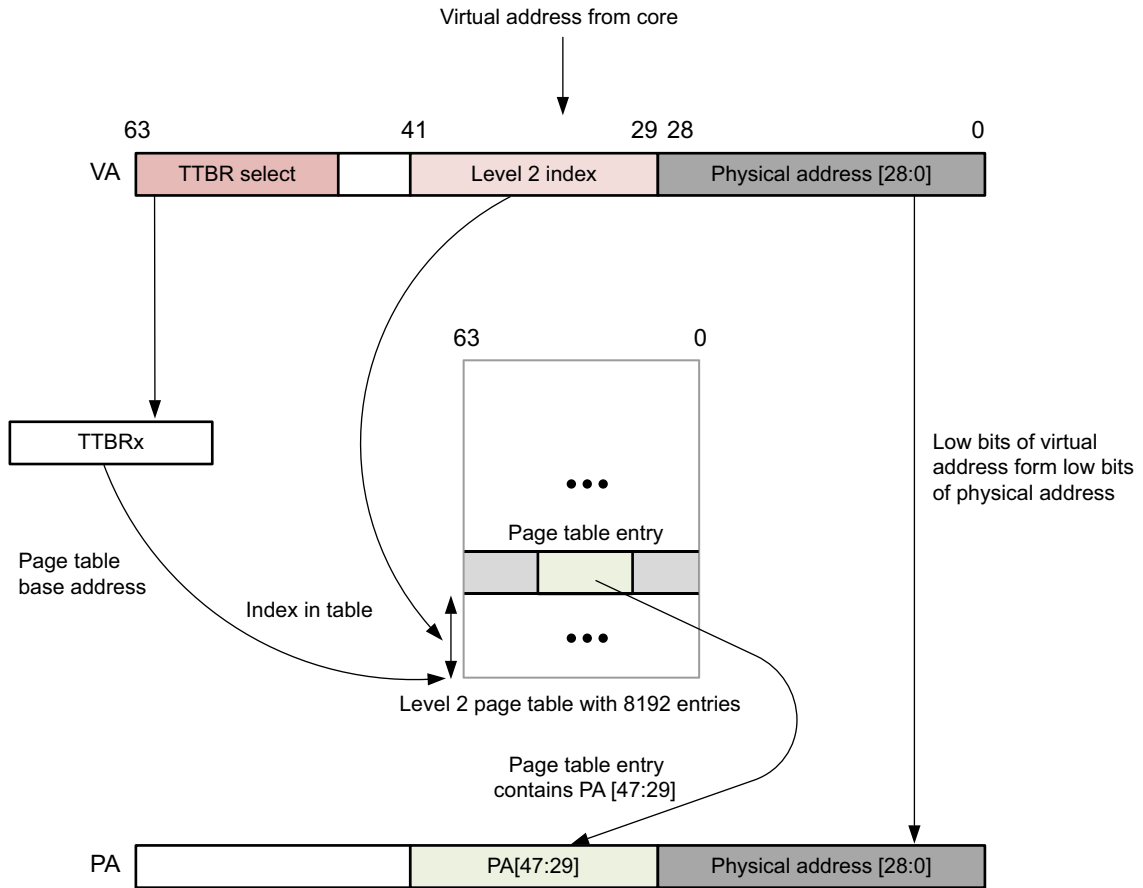 Virtual address from core
63 41 29 28 0
VA TTBR select Level 2 index Physical address [28:0]
63 0
TTBRx
Low bits of virtual
address form low bits
of physical address
•••
Page table entry
Page table
base address
Index in table
•••
Level 2 page table with 8192 entries
Page table entry
contains PA [47:29]
PA PA[47:29] Physical address [28:0]